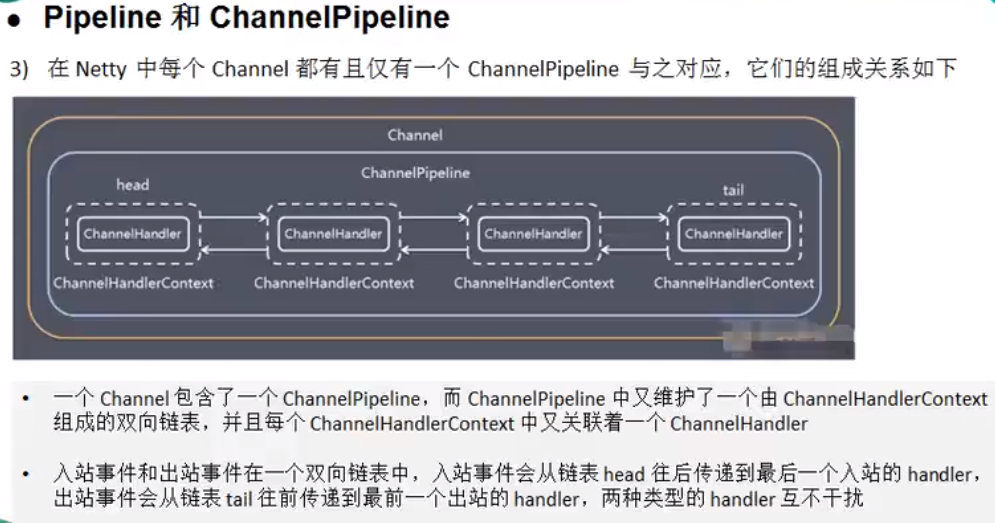 • Pipeline 和 ChannelPipeline
3) 在 Netty 中每个 Channel 都有且仅有一个 ChannelPipeline 与之对应，它们的组成关系如下
Channel
ChannelPipeline
head
tail
ChannelHandler ChannelHandler ChannelHandler ChannelHandler
ChannelHandlerContext ChannelHandlerContext ChannelHandlerContext ChannelHandlerContext
• 一个 Channel 包含了一个 ChannelPipeline，而 ChannelPipeline 中又维护了一个由 ChannelHandlerContext
组成的双向链表，并且每个 ChannelHandlerContext 中又关联着一个 ChannelHandler
• 入站事件和出站事件在一个双向链表中，入站事件会从链表 head 往后传递到最后一个入站的 handler，
出站事件会从链表 tail 往前传递到最前一个出站的 handler，两种类型的 handler 互不干扰